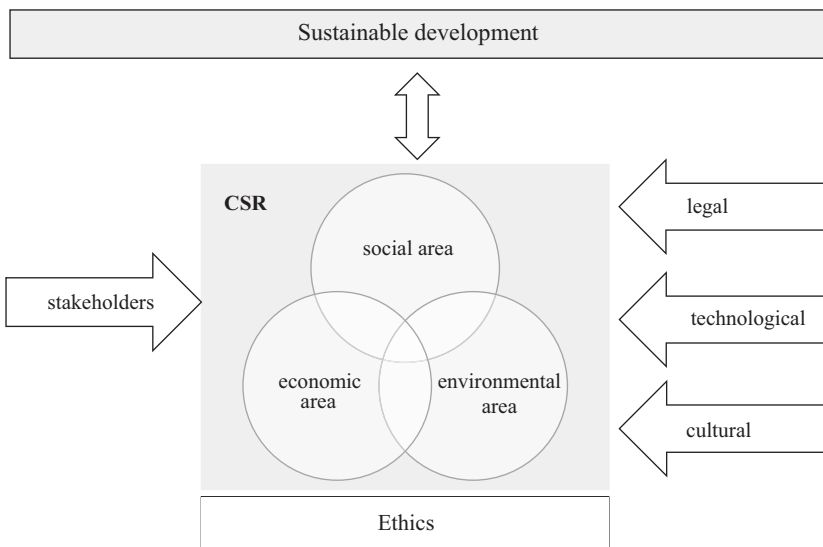 Sustainable development
CSR
social area
legal
stakeholders
technological
economic
area
environmental
area
cultural
Ethics